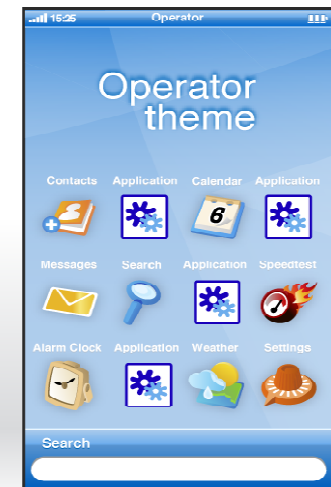 15:25 Operator
Operator
theme
Contacts Application Calendar Application
6
Messages Search Application Speedtest
Alarm Clock Application Weather Settings
Search